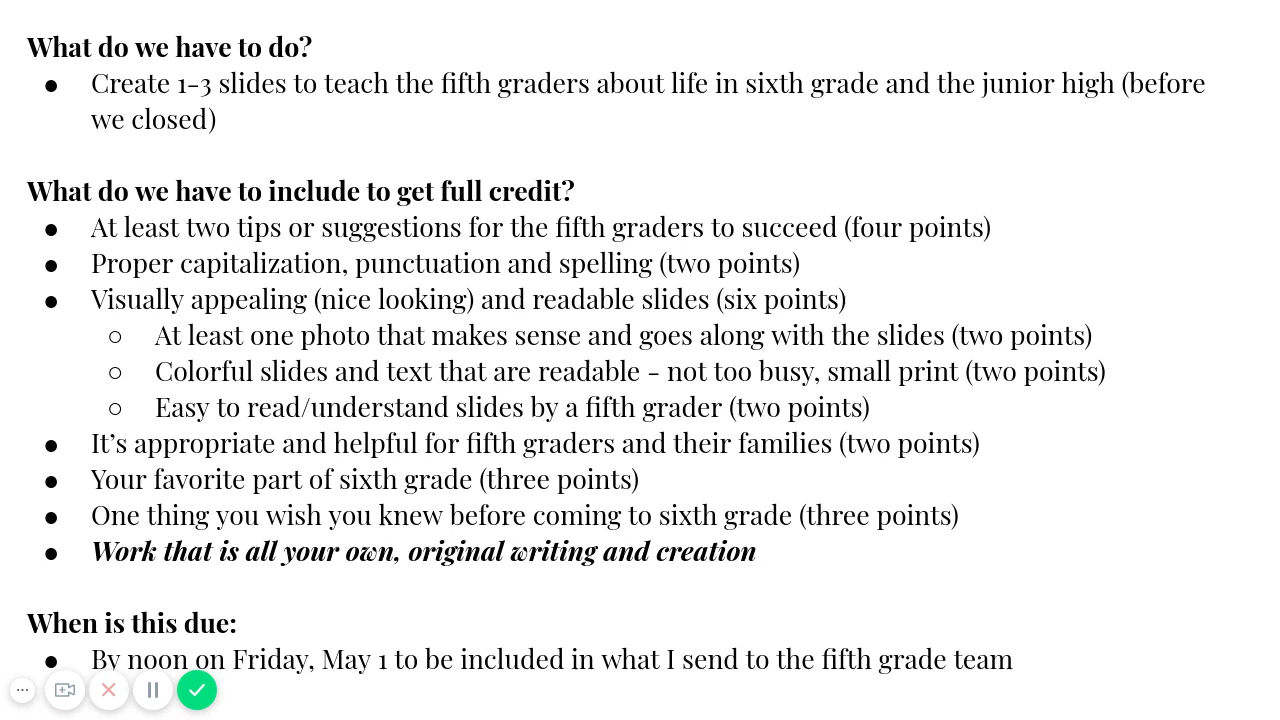 What do we have to do?
● Create 1-3 slides to teach the fifth graders about life in sixth grade and the junior high (before
we closed)
What do we have to include to get full credit?
● At least two tips or suggestions for the fifth graders to succeed (four points)
● Proper capitalization, punctuation and spelling (two points)
● Visually appealing (nice looking) and readable slides (six points)
○ At least one photo that makes sense and goes along with the slides (two points)
○ Colorful slides and text that are readable - not too busy, small print (two points)
○ Easy to read/understand slides by a fifth grader (two points)
● It’s appropriate and helpful for fifth graders and their families (two points)
● Your favorite part of sixth grade (three points)
● One thing you wish you knew before coming to sixth grade (three points)
● Work that is all your own, original writing and creation
When is this due:
● By noon on Friday, May 1 to be included in what I send to the fifth grade team